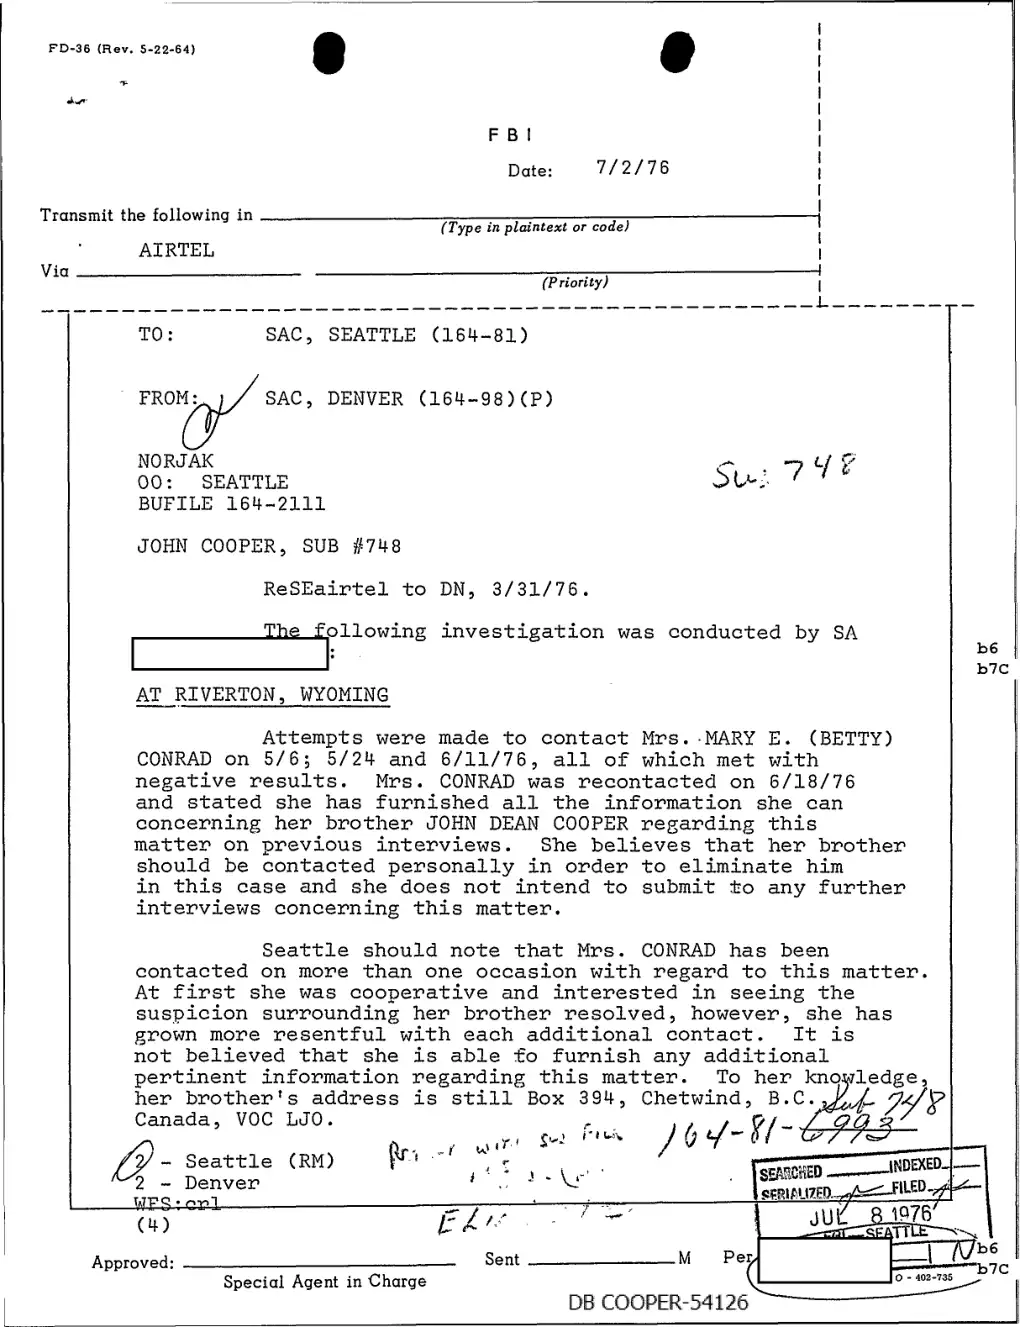 FD-36 (Rev. 5-22-64)
F B I
Date: 7/2/76
Transmit the following in
(Type in plaintext or code)
AIRTEL
Via
(Priority)
TO: SAC, SEATTLE (164-81)
FROM: SAC, DENVER (164-98)(P)
NORJAK
OO: SEATTLE
BUFILE 164-2111
Sub 748
JOHN COOPER, SUB #748
ReSEairtel to DN, 3/31/76.
The following investigation was conducted by SA
:
b6
b7C
AT RIVERTON, WYOMING
Attempts were made to contact Mrs. MARY E. (BETTY)
CONRAD on 5/6; 5/24 and 6/11/76, all of which met with
negative results. Mrs. CONRAD was recontacted on 6/18/76
and stated she has furnished all the information she can
concerning her brother JOHN DEAN COOPER regarding this
matter on previous interviews. She believes that her brother
should be contacted personally in order to eliminate him
in this case and she does not intend to submit to any further
interviews concerning this matter.
Seattle should note that Mrs. CONRAD has been
contacted on more than one occasion with regard to this matter.
At first she was cooperative and interested in seeing the
suspicion surrounding her brother resolved, however, she has
grown more resentful with each additional contact. It is
not believed that she is able to furnish any additional
pertinent information regarding this matter. To her knowledge,
her brother's address is still Box 394, Chetwind, B.C.,
Canada, VOC LJO.
Sub 748
164-81-6993
2 - Seattle (RM)
2 - Denver
WFS:crl
(4)
SEARCHED INDEXED
SERIALIZED FILED
JUL 8 1976
FBI-SEATTLE
Approved: Sent M Per
Special Agent in Charge
b6
b7C
O - 402-735
DB COOPER-54126